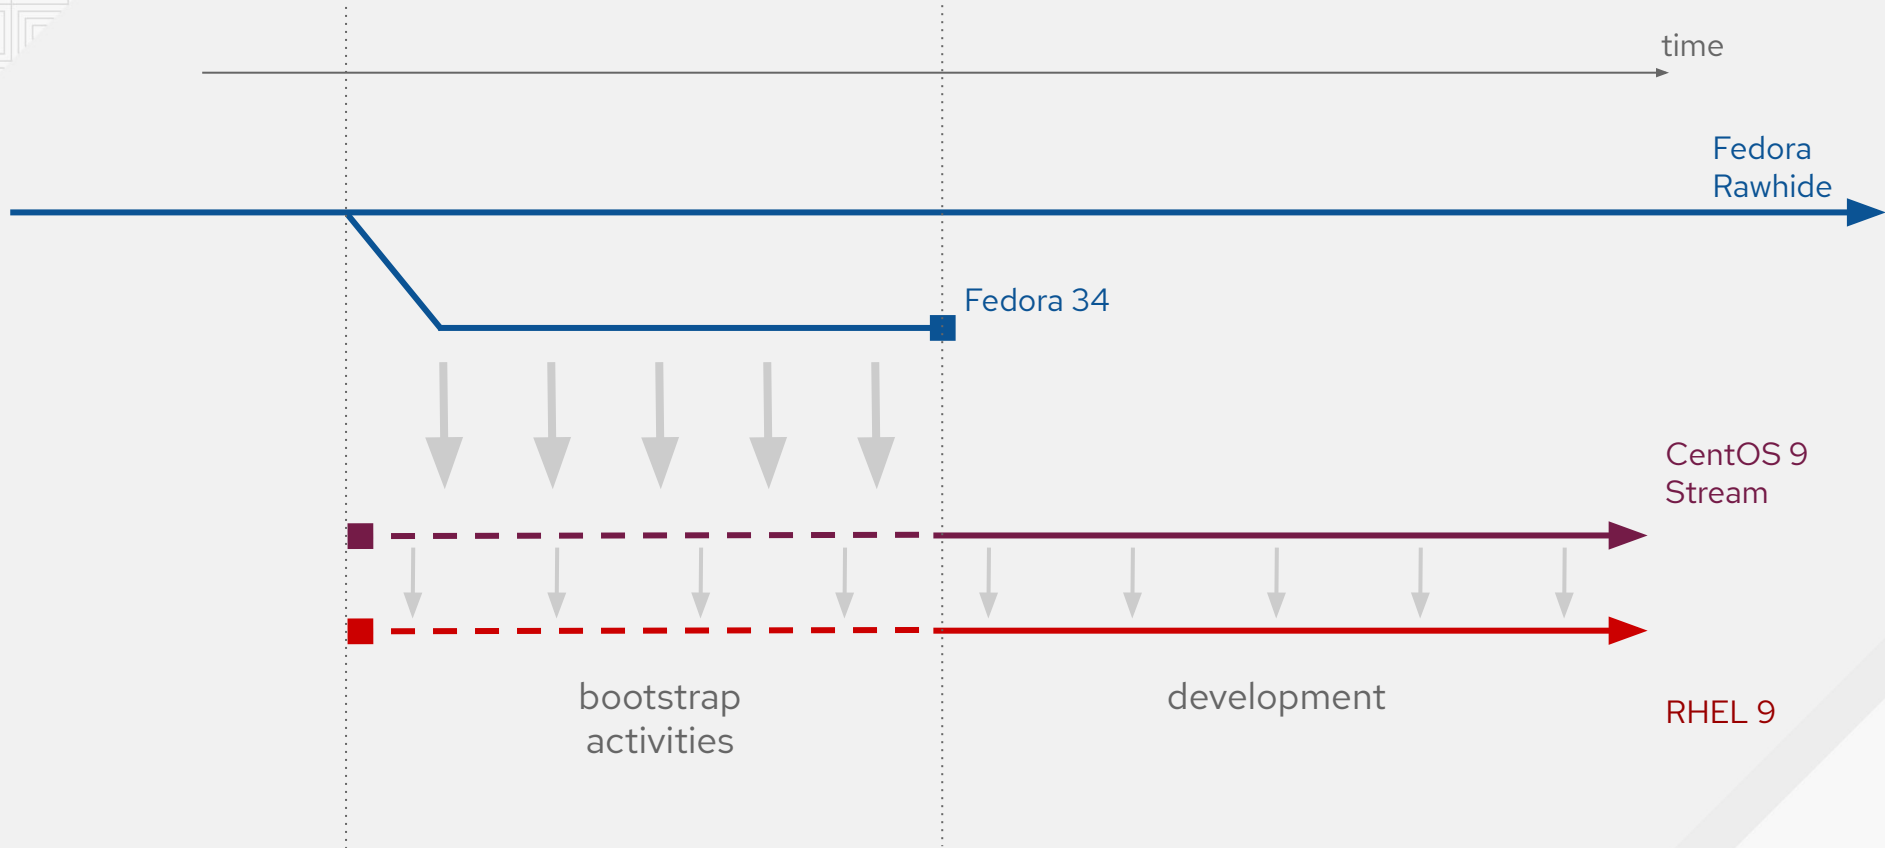 time
Fedora
Rawhide
Fedora 34
CentOS 9
Stream
bootstrap
activities
development
RHEL 9